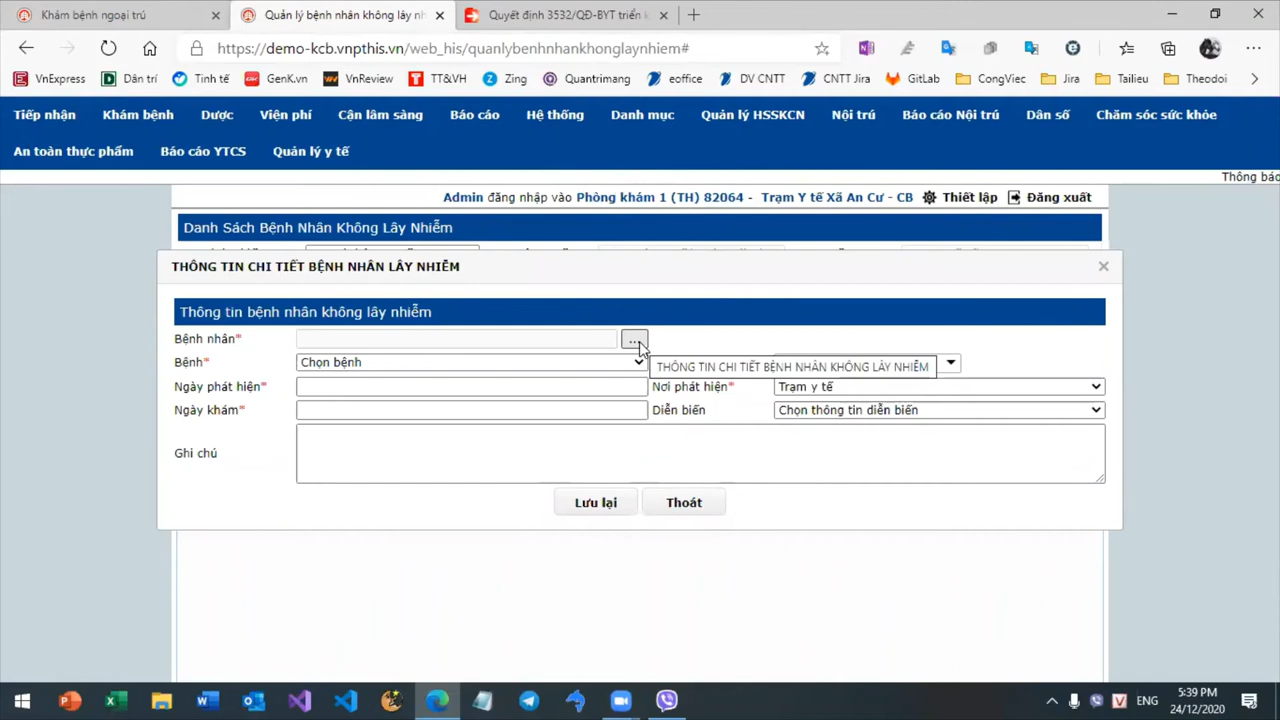 Khám bệnh ngoại trú
Quản lý bệnh nhân không lây nh
Quyết định 3532/QĐ-BYT triển k
https://demo-kcb.vnpthis.vn/web_his/quanlybenhnhankhonglaynhiem#
VnExpress
Dân trí
Tinh tế
GenK.vn
VnReview
TT&VH
Zing
Quantrimang
eoffice
DV CNTT
CNTT Jira
GitLab
CongViec
Jira
Tailieu
Theodoi
Tiếp nhận
Khám bệnh
Dược
Viện phí
Cận lâm sàng
Báo cáo
Hệ thống
Danh mục
Quản lý HSSKCN
Nội trú
Báo cáo Nội trú
Dân số
Chăm sóc sức khỏe
An toàn thực phẩm
Báo cáo YTCS
Quản lý y tế
Thông báo
Admin đăng nhập vào Phòng khám 1 (TH) 82064 - Trạm Y tế Xã An Cư - CB
Thiết lập
Đăng xuất
Danh Sách Bệnh Nhân Không Lây Nhiễm
THÔNG TIN CHI TIẾT BỆNH NHÂN LÂY NHIỄM
Thông tin bệnh nhân không lây nhiễm
Bệnh nhân*
...
Bệnh*
Chọn bệnh
THÔNG TIN CHI TIẾT BỆNH NHÂN KHÔNG LÂY NHIỄM
Ngày phát hiện*
Nơi phát hiện*
Trạm y tế
Ngày khám*
Diễn biến
Chọn thông tin diễn biến
Ghi chú
Lưu lại
Thoát
ENG
5:39 PM
24/12/2020